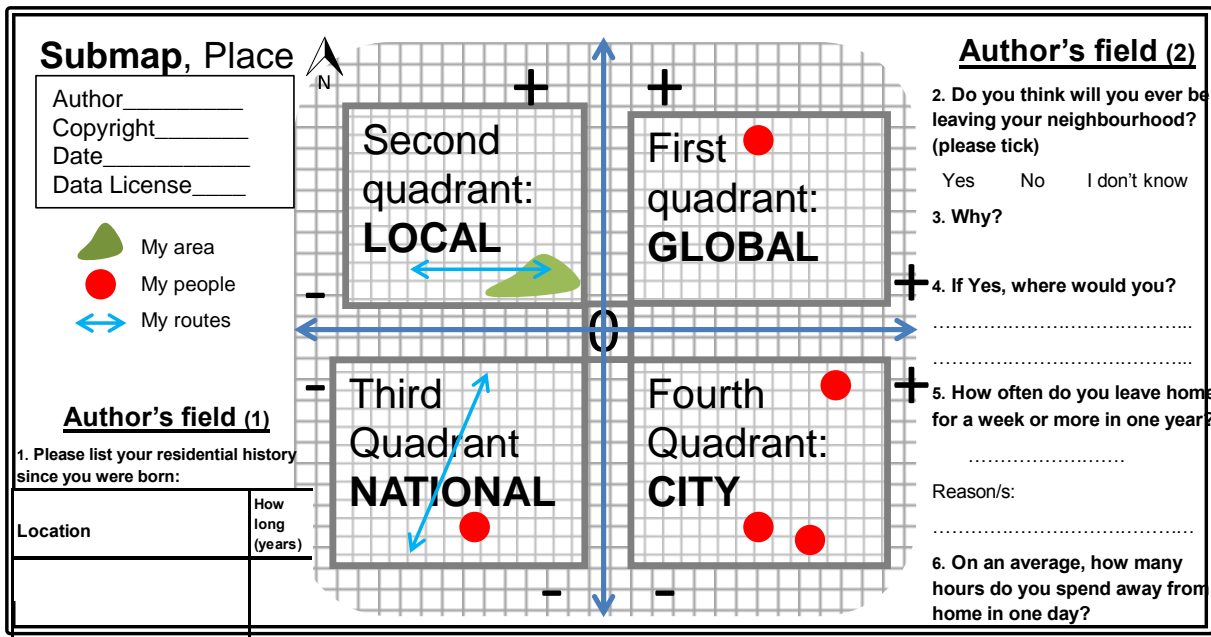 Submap, Place
N
Author__________
Copyright_______
Date____________
Data License____
My area
My people
My routes
Author's field (1)
1. Please list your residential history
since you were born:
Location
How
long
(years)
+
+
Second
quadrant:
LOCAL
First
quadrant:
GLOBAL
-
+
0
-
+
Third
Quadrant
NATIONAL
Fourth
Quadrant:
CITY
-
-
Author's field (2)
2. Do you think will you ever be
leaving your neighbourhood?
(please tick)
Yes No I don't know
3. Why?
4. If Yes, where would you?
……………………………………...
……………………………………...
5. How often do you leave home
for a week or more in one year?
…………………….
Reason/s:
……………………………………
6. On an average, how many
hours do you spend away from
home in one day?